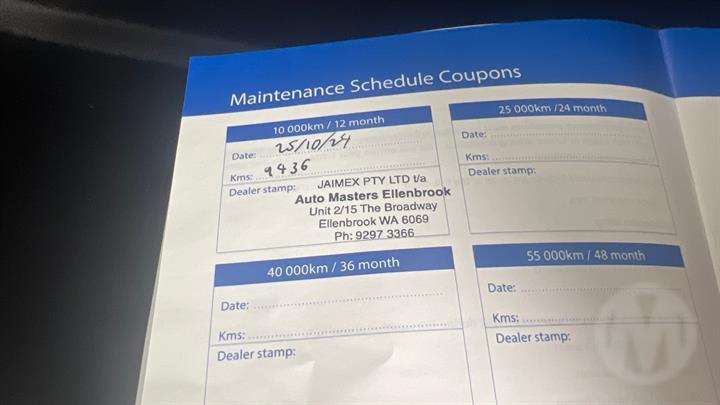 Maintenance Schedule Coupons
10 000km / 12 month
Date: 25/10/24
Kms: 9436
Dealer stamp:
JAIMEX PTY LTD t/a
Auto Masters Ellenbrook
Unit 2/15 The Broadway
Ellenbrook WA 6069
Ph: 9297 3366
25 000km /24 month
Date:
Kms:
Dealer stamp:
40 000km / 36 month
Date:
Kms:
Dealer stamp:
55 000km / 48 month
Date:
Kms:
Dealer stamp:
M